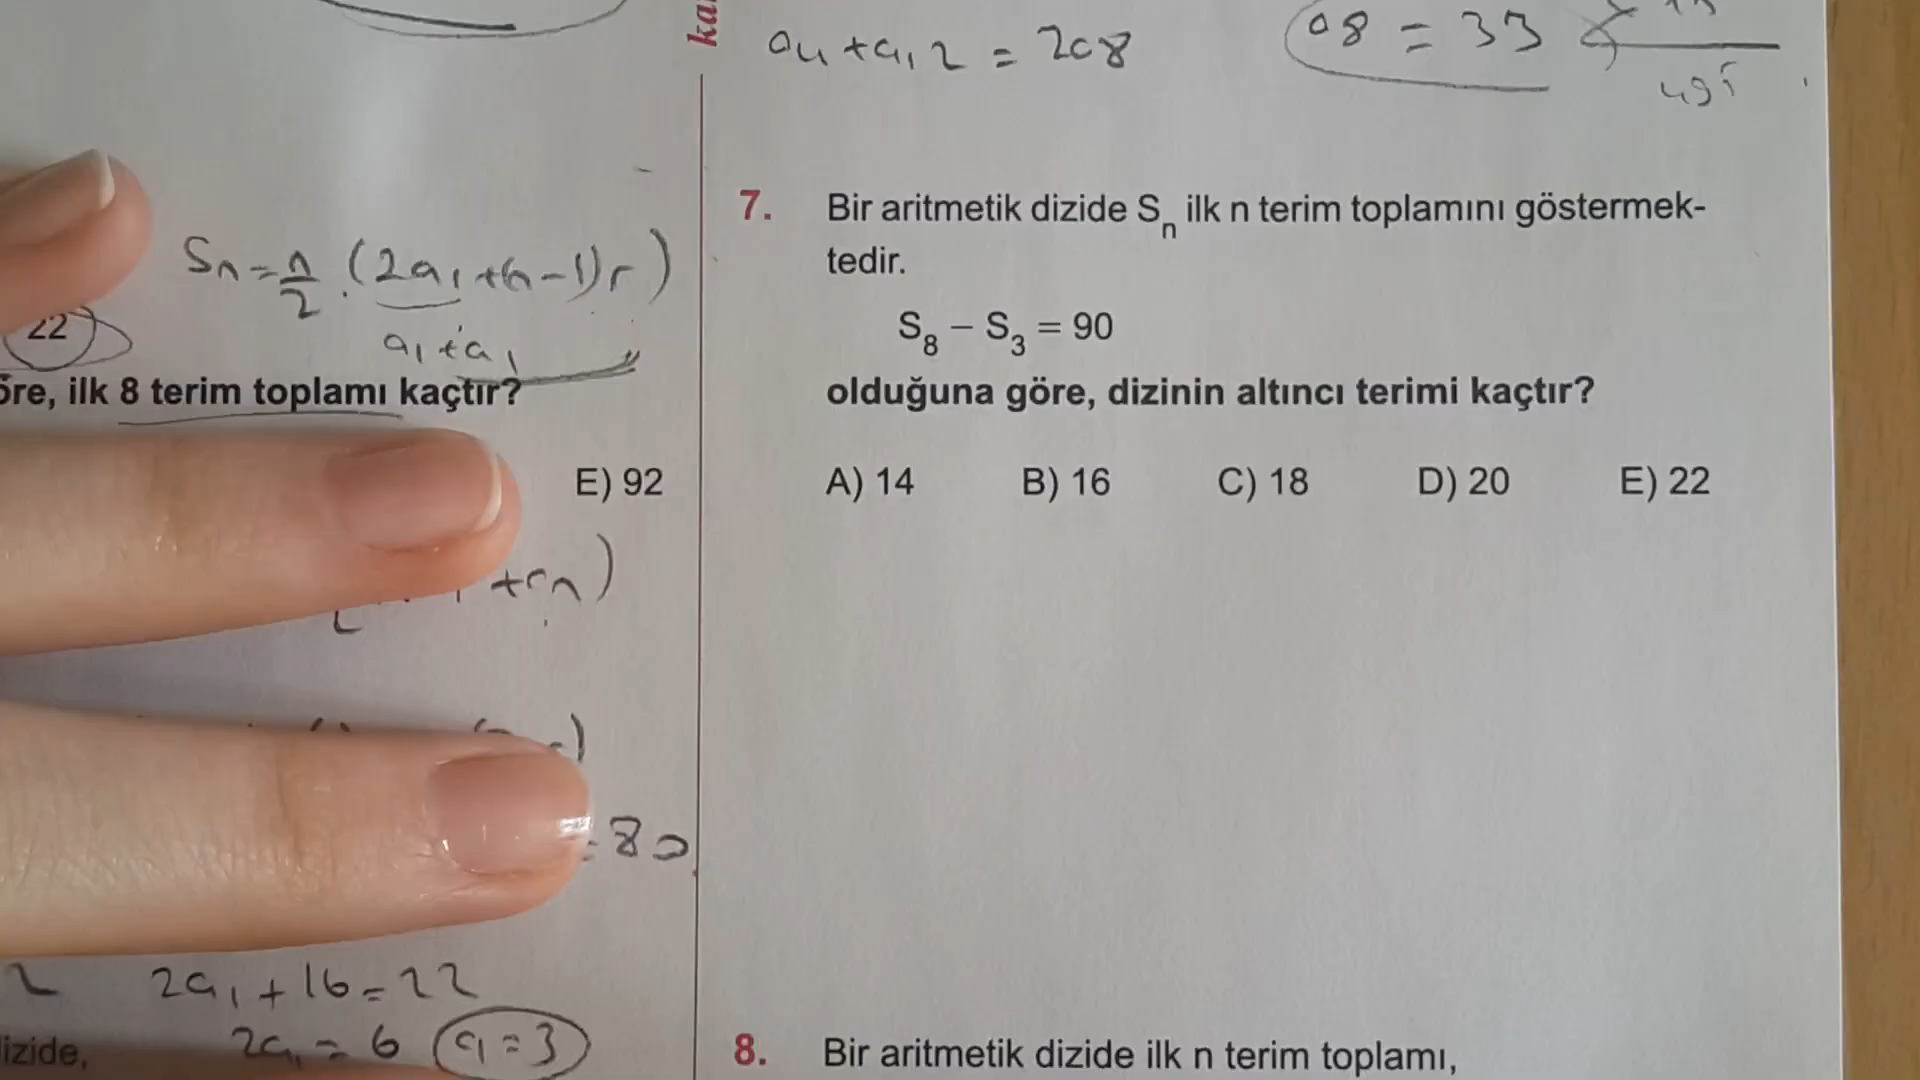 a4 + a12 = 2a8
a8 = 33
495
Sn = n/2 . (2a1 + (n-1)r)
a1 + a1
22
öre, ilk 8 terim toplamı kaçtır?
E) 92
= 80
2a1 + 16 = 22
2a1 = 6 a1 = 3
izide,
7. Bir aritmetik dizide Sn ilk n terim toplamını göstermek-
tedir.
S8 – S3 = 90
olduğuna göre, dizinin altıncı terimi kaçtır?
A) 14 B) 16 C) 18 D) 20 E) 22
8. Bir aritmetik dizide ilk n terim toplamı,